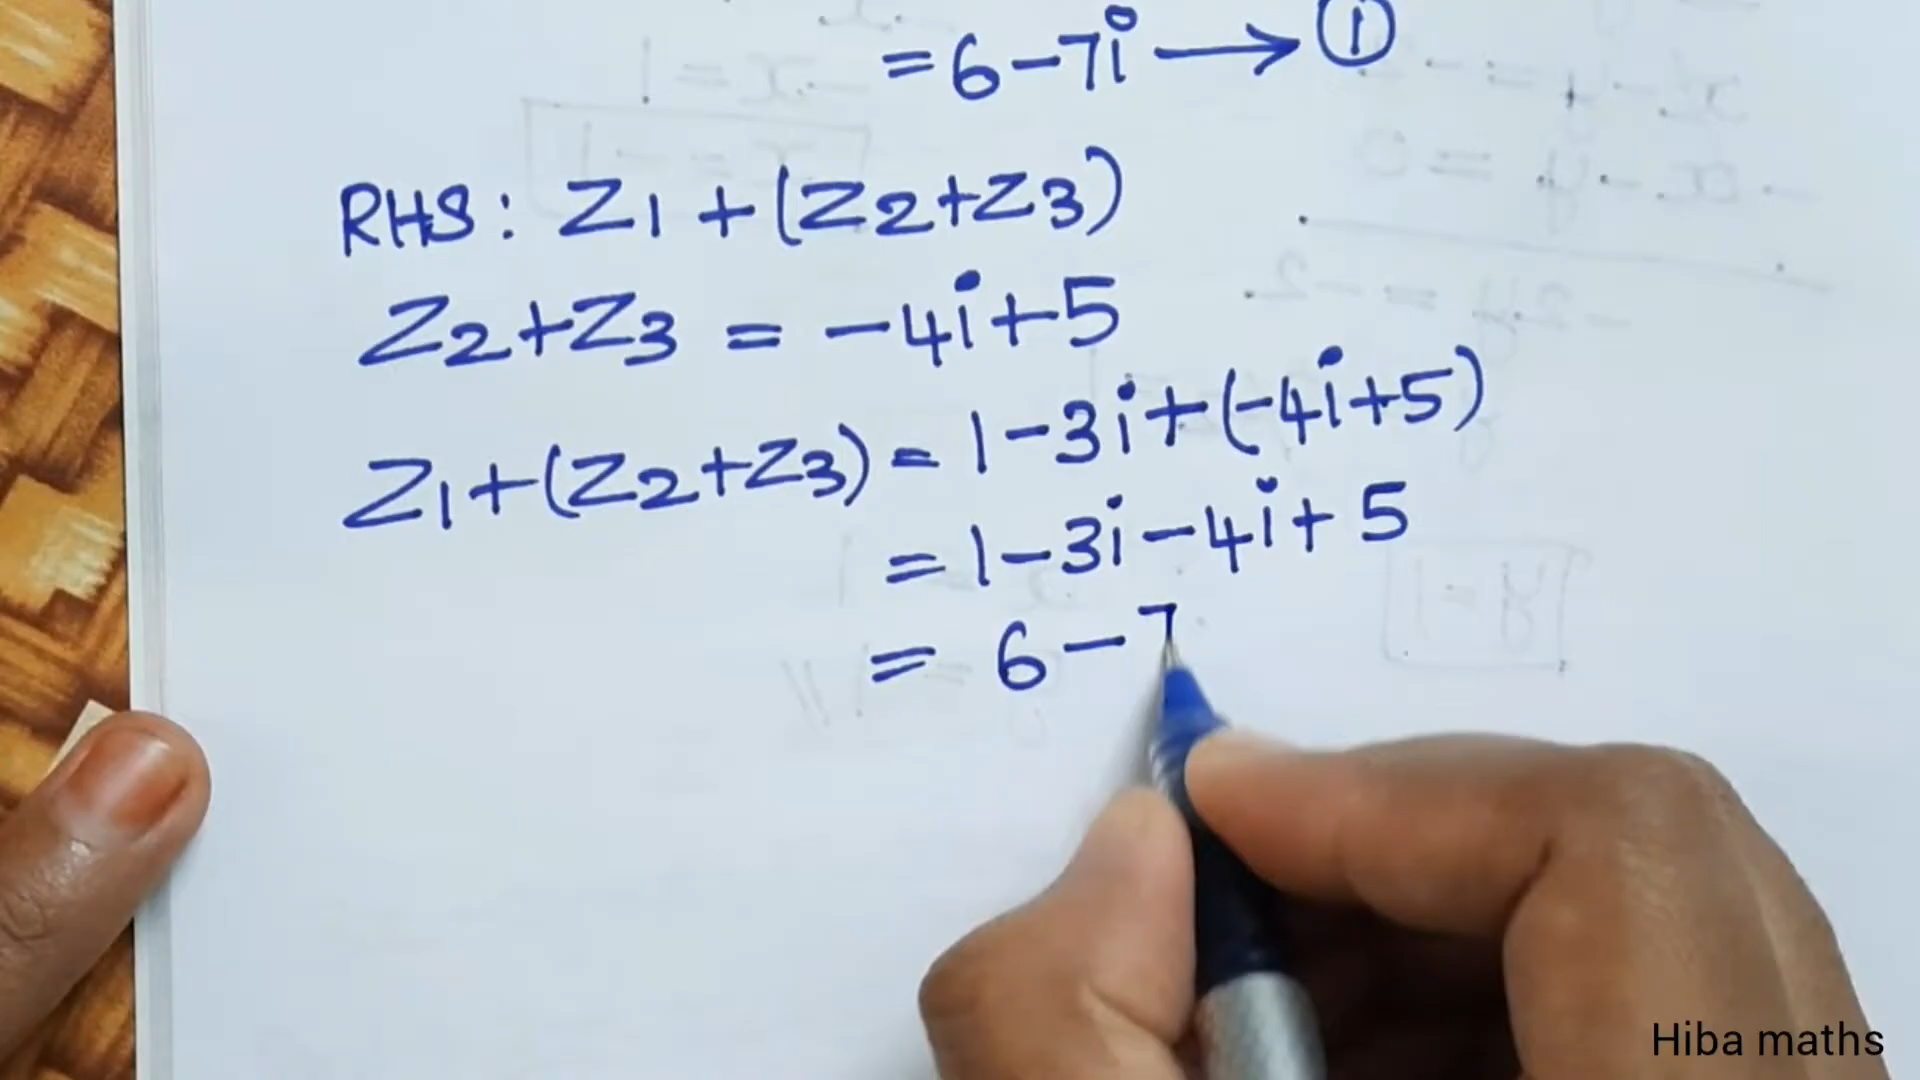 = 6 - 7i → ①
RHS: Z1 + (Z2+Z3)
Z2+Z3 = -4i+5
Z1+(Z2+Z3) = 1-3i+(-4i+5)
= 1-3i-4i+5
= 6-7
Hiba maths